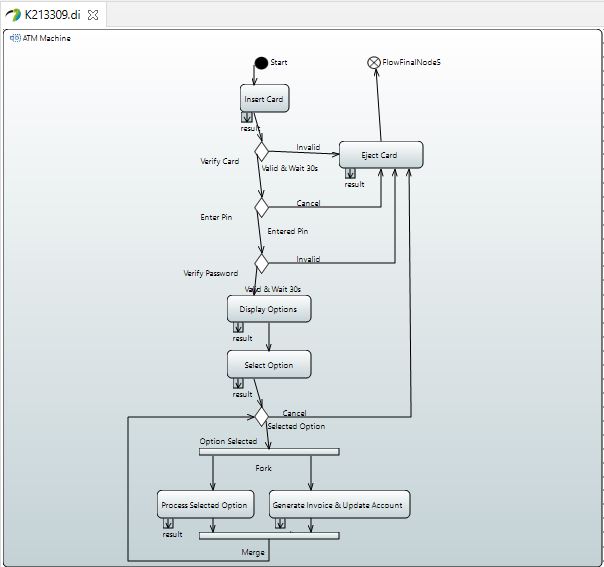 K213309.di
ATM Machine
Start
FlowFinalNode5
Insert Card
result
Invalid
Verify Card
Valid & Wait 30s
Eject Card
result
Cancel
Enter Pin
Entered Pin
Invalid
Verify Password
Valid & Wait 30s
Display Options
result
Select Option
result
Cancel
Selected Option
Option Selected
Fork
Process Selected Option
Generate Invoice & Update Account
result
Merge